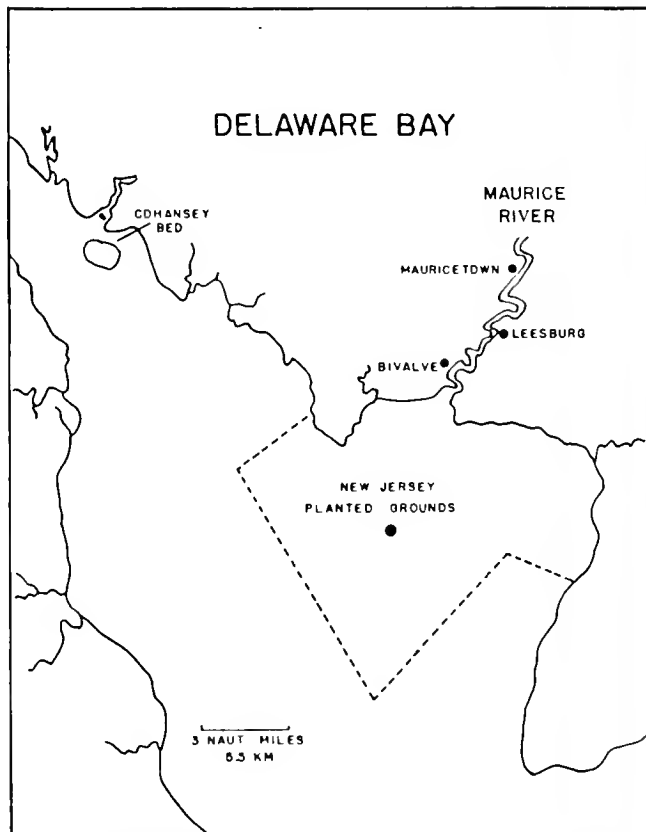 DELAWARE BAY
MAURICE
RIVER
COHANSEY
BED
MAURICETOWN
LEESBURG
BIVALVE
NEW JERSEY
PLANTED GROUNDS
3 NAUT MILES
5.5 KM